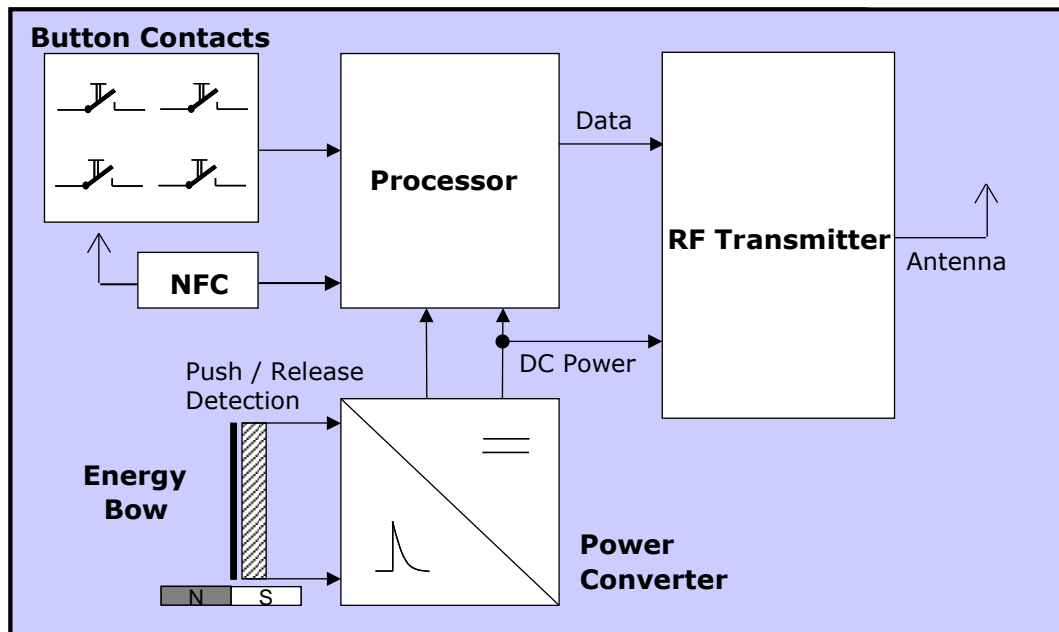 Button Contacts
Data
Processor
RF Transmitter
Antenna
NFC
DC Power
Push / Release
Detection
Energy
Bow
Power
Converter
N S